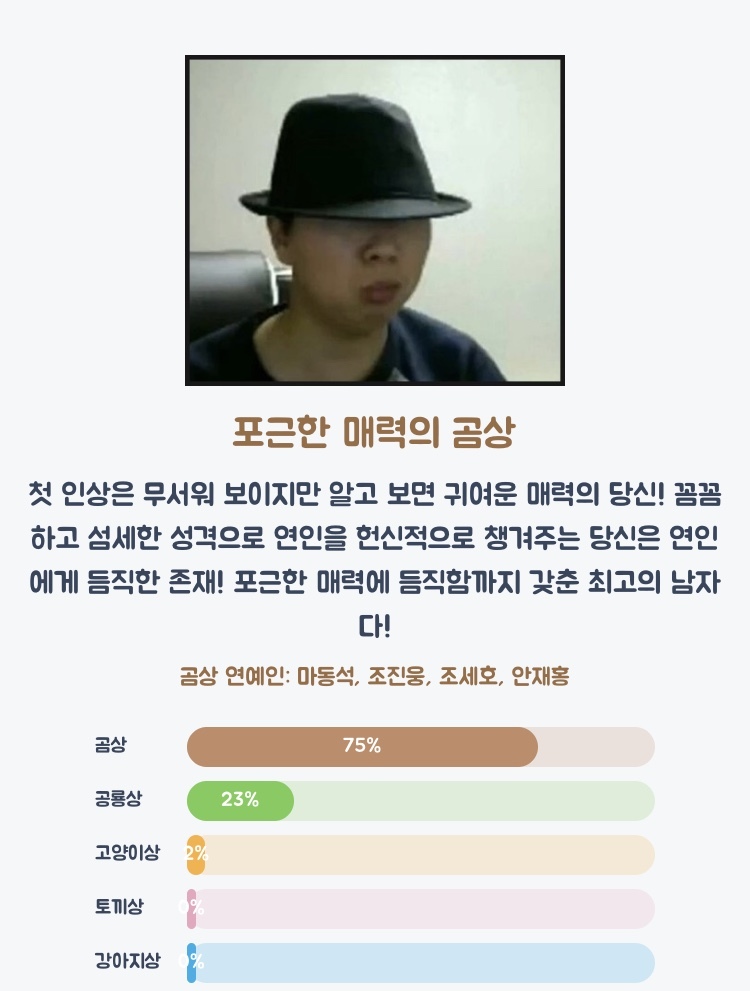 포근한 매력의 곰상
첫 인상은 무서워 보이지만 알고 보면 귀여운 매력의 당신! 꼼꼼
하고 섬세한 성격으로 연인을 헌신적으로 챙겨주는 당신은 연인
에게 듬직한 존재! 포근한 매력에 듬직함까지 갖춘 최고의 남자
다!
곰상 연예인: 마동석, 조진웅, 조세호, 안재홍
곰상 75%
공룡상 23%
고양이상 2%
토끼상 0%
강아지상 0%